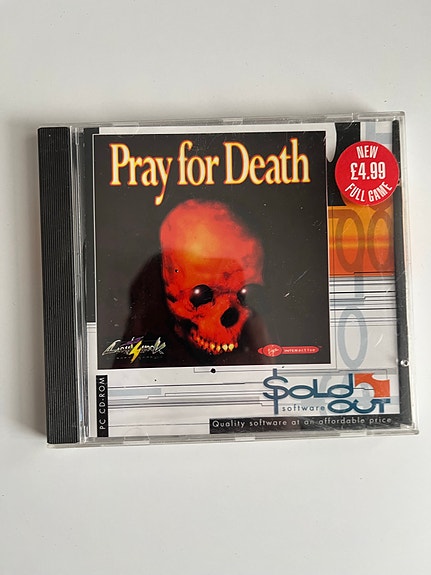 Pray for Death
NEW
£4.99
FULL GAME
Virgin
INTERACTIVE
PC CD-ROM
$OLD
software
OUT
Quality software at an affordable price